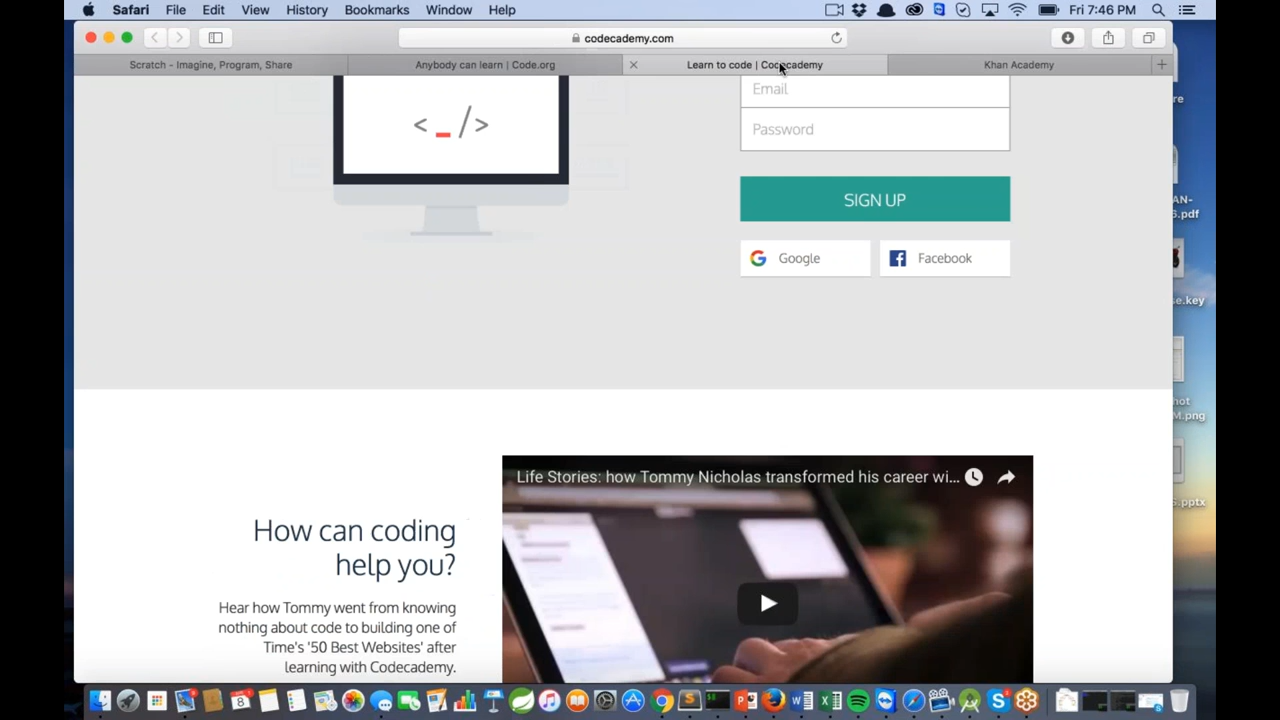 Safari File Edit View History Bookmarks Window Help Fri 7:46 PM
codecademy.com
Scratch - Imagine, Program, Share Anybody can learn | Code.org Learn to code | Codecademy Khan Academy
Email
< _ />
Password
SIGN UP
Google Facebook
Life Stories: how Tommy Nicholas transformed his career wi...
How can coding
help you?
Hear how Tommy went from knowing
nothing about code to building one of
Time's '50 Best Websites' after
learning with Codecademy.